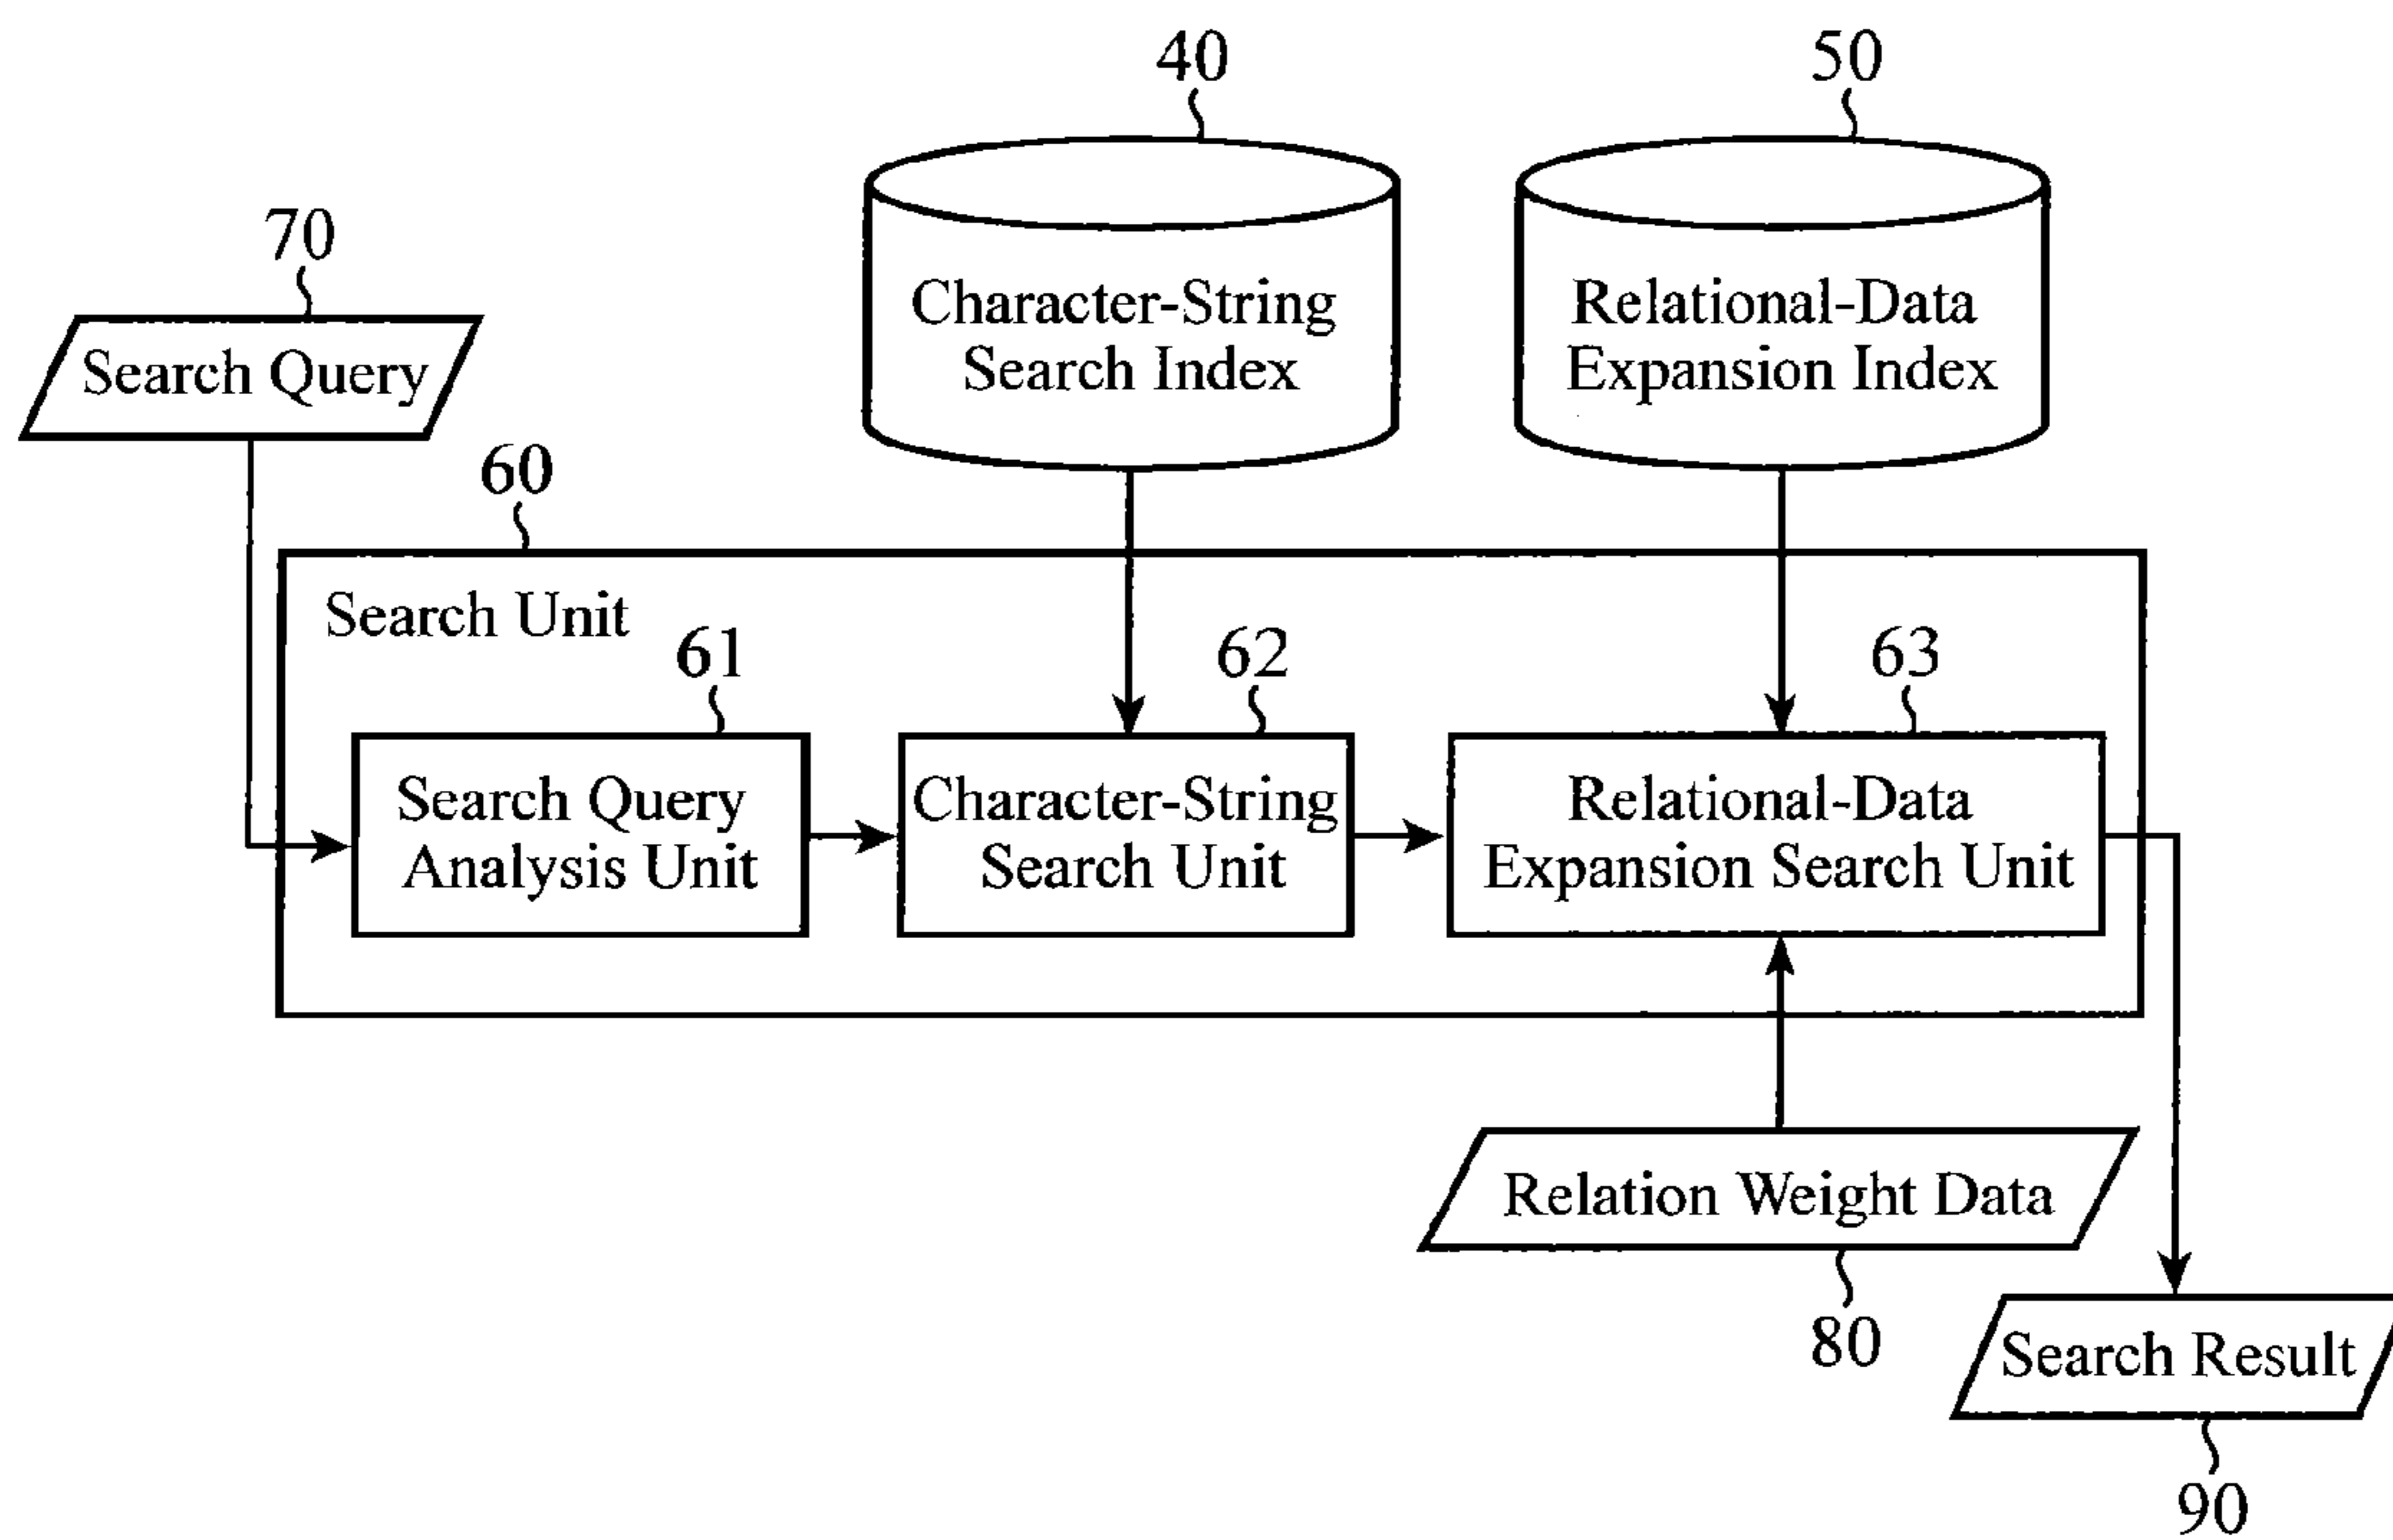 40
50
70
Character-String
Search Index
Relational-Data
Expansion Index
Search Query
60
Search Unit
61
62
63
Search Query
Analysis Unit
Character-String
Search Unit
Relational-Data
Expansion Search Unit
Relation Weight Data
80
Search Result
90